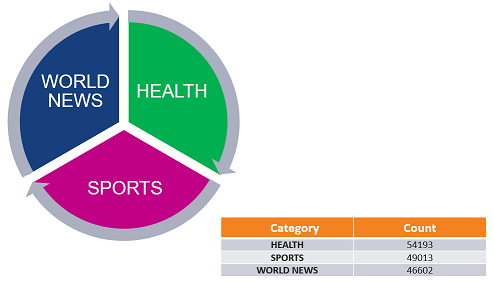 WORLD
NEWS
HEALTH
SPORTS
Category Count
HEALTH 54193
SPORTS 49013
WORLD NEWS 46602